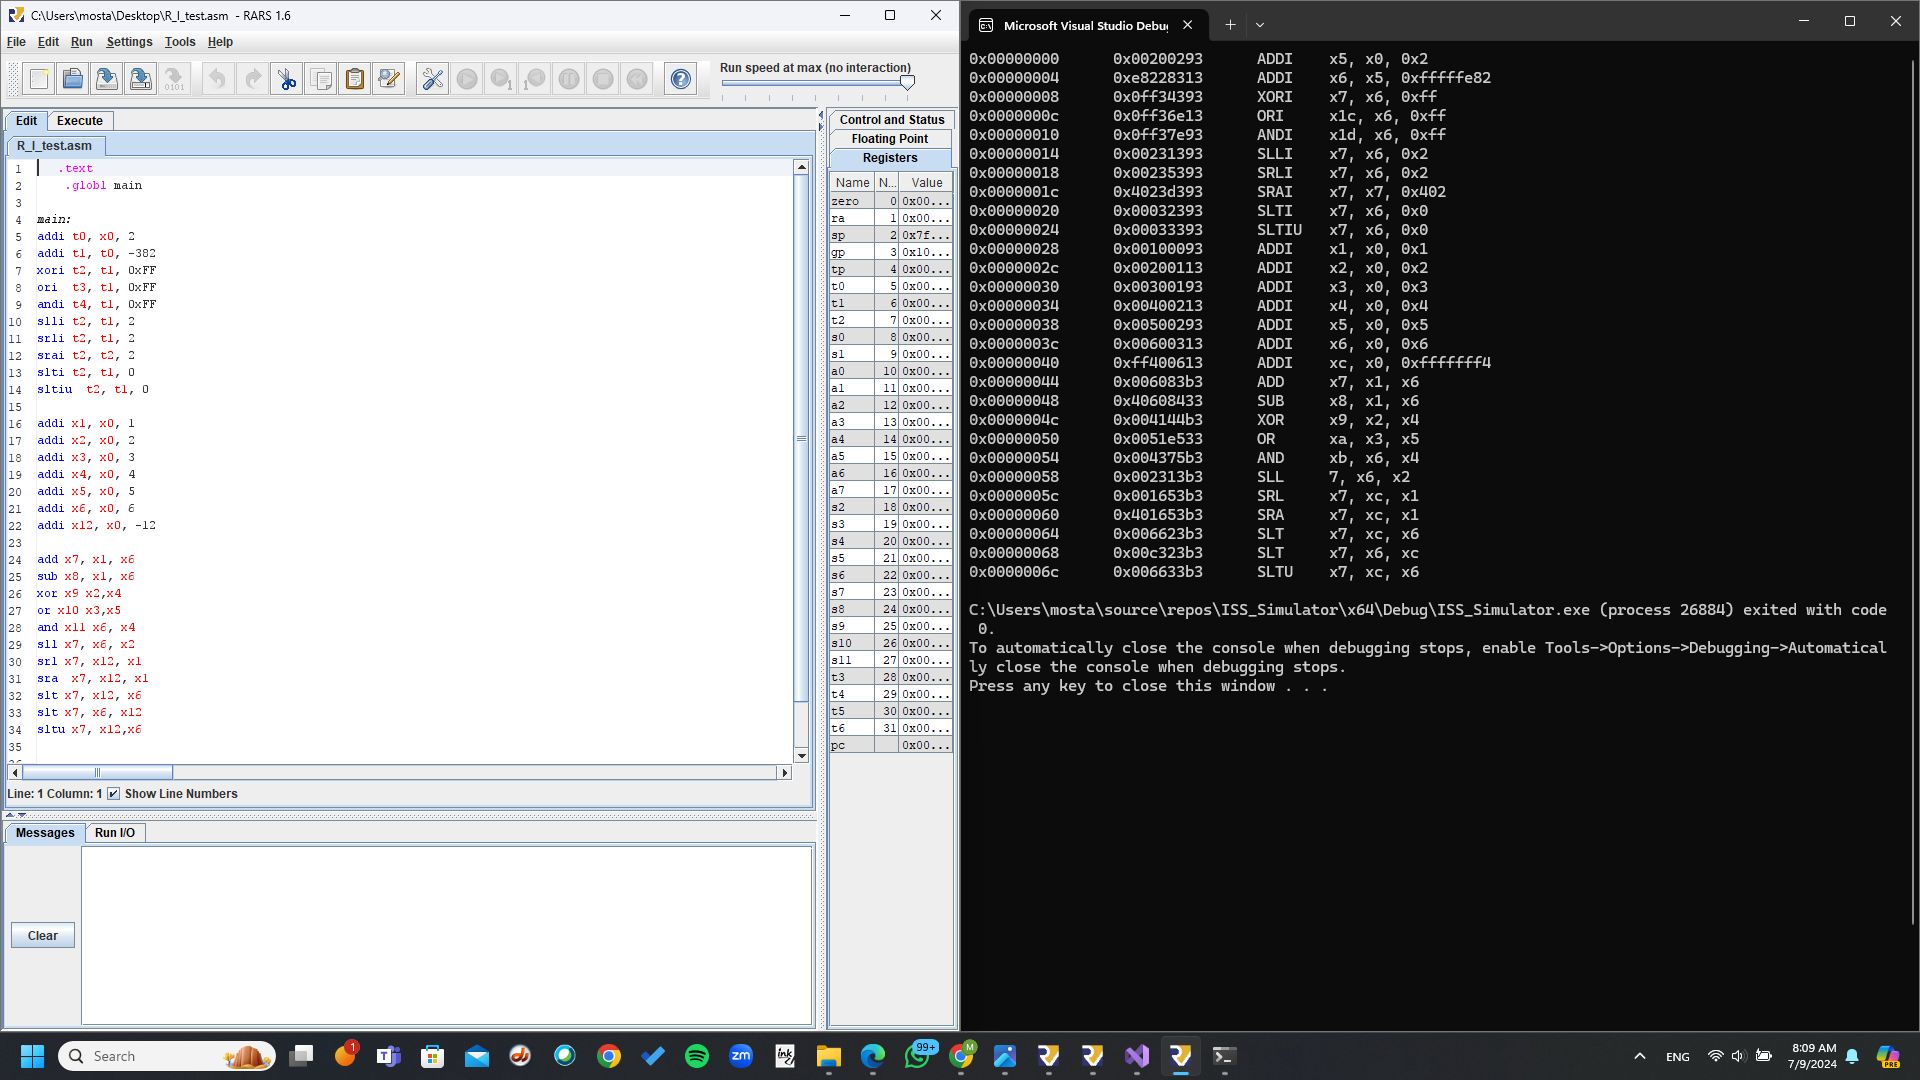 C:\Users\mosta\Desktop\R_I_test.asm - RARS 1.6
File Edit Run Settings Tools Help
Run speed at max (no interaction)
Edit Execute
R_I_test.asm
1 .text
2 .globl main
3
4 main:
5 addi t0, x0, 2
6 addi t1, t0, -382
7 xori t2, t1, 0xFF
8 ori t3, t1, 0xFF
9 andi t4, t1, 0xFF
10 slli t2, t1, 2
11 srli t2, t1, 2
12 srai t2, t2, 2
13 slti t2, t1, 0
14 sltiu t2, t1, 0
15
16 addi x1, x0, 1
17 addi x2, x0, 2
18 addi x3, x0, 3
19 addi x4, x0, 4
20 addi x5, x0, 5
21 addi x6, x0, 6
22 addi x12, x0, -12
23
24 add x7, x1, x6
25 sub x8, x1, x6
26 xor x9 x2,x4
27 or x10 x3,x5
28 and x11 x6, x4
29 sll x7, x6, x2
30 srl x7, x12, x1
31 sra x7, x12, x1
32 slt x7, x12, x6
33 slt x7, x6, x12
34 sltu x7, x12,x6
35
Line: 1 Column: 1 Show Line Numbers
Messages Run I/O
Clear
Control and Status
Floating Point
Registers
Name N... Value
zero 0 0x00...
ra 1 0x00...
sp 2 0x7f...
gp 3 0x10...
tp 4 0x00...
t0 5 0x00...
t1 6 0x00...
t2 7 0x00...
s0 8 0x00...
s1 9 0x00...
a0 10 0x00...
a1 11 0x00...
a2 12 0x00...
a3 13 0x00...
a4 14 0x00...
a5 15 0x00...
a6 16 0x00...
a7 17 0x00...
s2 18 0x00...
s3 19 0x00...
s4 20 0x00...
s5 21 0x00...
s6 22 0x00...
s7 23 0x00...
s8 24 0x00...
s9 25 0x00...
s10 26 0x00...
s11 27 0x00...
t3 28 0x00...
t4 29 0x00...
t5 30 0x00...
t6 31 0x00...
pc 0x00...
Microsoft Visual Studio Debug
0x00000000 0x00200293 ADDI x5, x0, 0x2
0x00000004 0xe8228313 ADDI x6, x5, 0xfffffe82
0x00000008 0x0ff34393 XORI x7, x6, 0xff
0x0000000c 0x0ff36e13 ORI x1c, x6, 0xff
0x00000010 0x0ff37e93 ANDI x1d, x6, 0xff
0x00000014 0x00231393 SLLI x7, x6, 0x2
0x00000018 0x00235393 SRLI x7, x6, 0x2
0x0000001c 0x4023d393 SRAI x7, x7, 0x402
0x00000020 0x00032393 SLTI x7, x6, 0x0
0x00000024 0x00033393 SLTIU x7, x6, 0x0
0x00000028 0x00100093 ADDI x1, x0, 0x1
0x0000002c 0x00200113 ADDI x2, x0, 0x2
0x00000030 0x00300193 ADDI x3, x0, 0x3
0x00000034 0x00400213 ADDI x4, x0, 0x4
0x00000038 0x00500293 ADDI x5, x0, 0x5
0x0000003c 0x00600313 ADDI x6, x0, 0x6
0x00000040 0xff400613 ADDI xc, x0, 0xfffffff4
0x00000044 0x006083b3 ADD x7, x1, x6
0x00000048 0x40608433 SUB x8, x1, x6
0x0000004c 0x004144b3 XOR x9, x2, x4
0x00000050 0x0051e533 OR xa, x3, x5
0x00000054 0x004375b3 AND xb, x6, x4
0x00000058 0x002313b3 SLL 7, x6, x2
0x0000005c 0x001653b3 SRL x7, xc, x1
0x00000060 0x401653b3 SRA x7, xc, x1
0x00000064 0x006623b3 SLT x7, xc, x6
0x00000068 0x00c323b3 SLT x7, x6, xc
0x0000006c 0x006633b3 SLTU x7, xc, x6
C:\Users\mosta\source\repos\ISS_Simulator\x64\Debug\ISS_Simulator.exe (process 26884) exited with code
0.
To automatically close the console when debugging stops, enable Tools->Options->Debugging->Automatical
ly close the console when debugging stops.
Press any key to close this window . . .
Search
1
zm
ink
99+
M
ENG
8:09 AM
7/9/2024
PRE